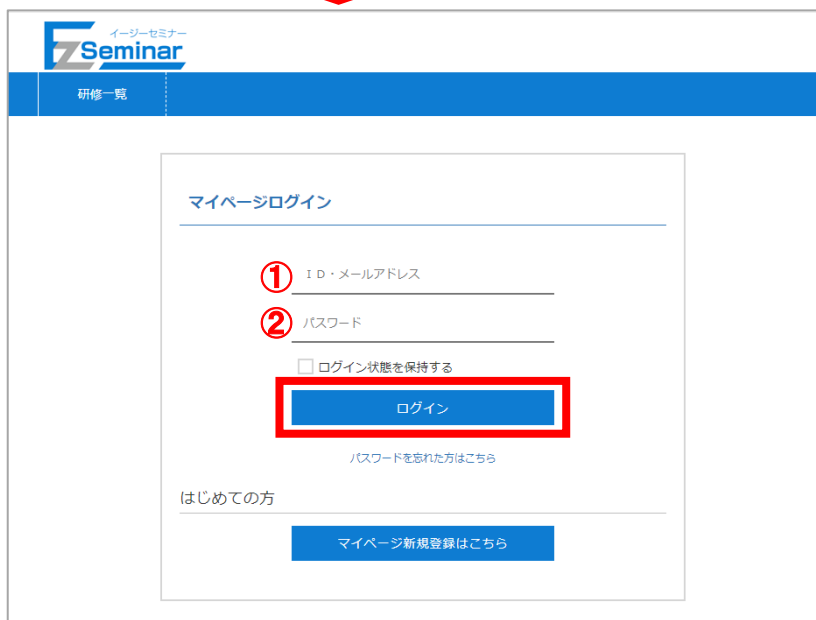 イージーセミナー
EZSeminar
研修一覧
マイページログイン
① ＩＤ・メールアドレス
② パスワード
ログイン状態を保持する
ログイン
パスワードを忘れた方はこちら
はじめての方
マイページ新規登録はこちら